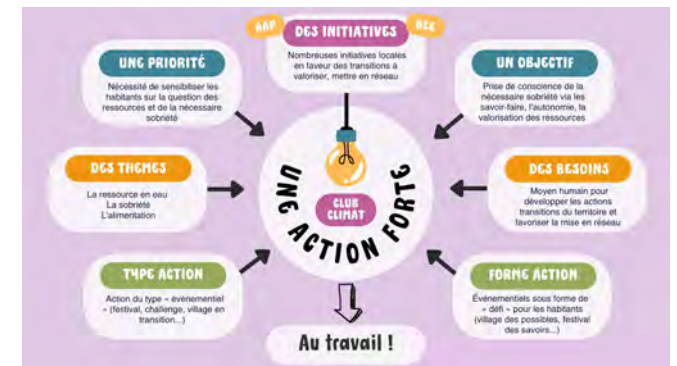 AAP
DES INITIATIVES
Nombreuses initiatives locales
en faveur des transitions à
valoriser, mettre en réseau
UNE PRIORITÉ
Nécessité de sensibiliser les
habitants sur la question des
ressources et de la nécessaire
sobriété
UN OBJECTIF
Prise de conscience de la
nécessaire sobriété via les
savoir-faire, l'autonomie, la
valorisation des ressources
DES THEMES
La ressource en eau
La sobriété
L'alimentation
UNE ACTION FORTE
CLUB
CLIMAT
DES BESOINS
Moyen humain pour
développer les actions
transitions du territoire et
favoriser la mise en réseau
TYPE ACTION
Action du type « évènementiel
» (festival, challenge, village en
transition...)
FORME ACTION
Événementiels sous forme de
« défi » pour les habitants
(village des possibles, festival
des savoirs...)
Au travail !